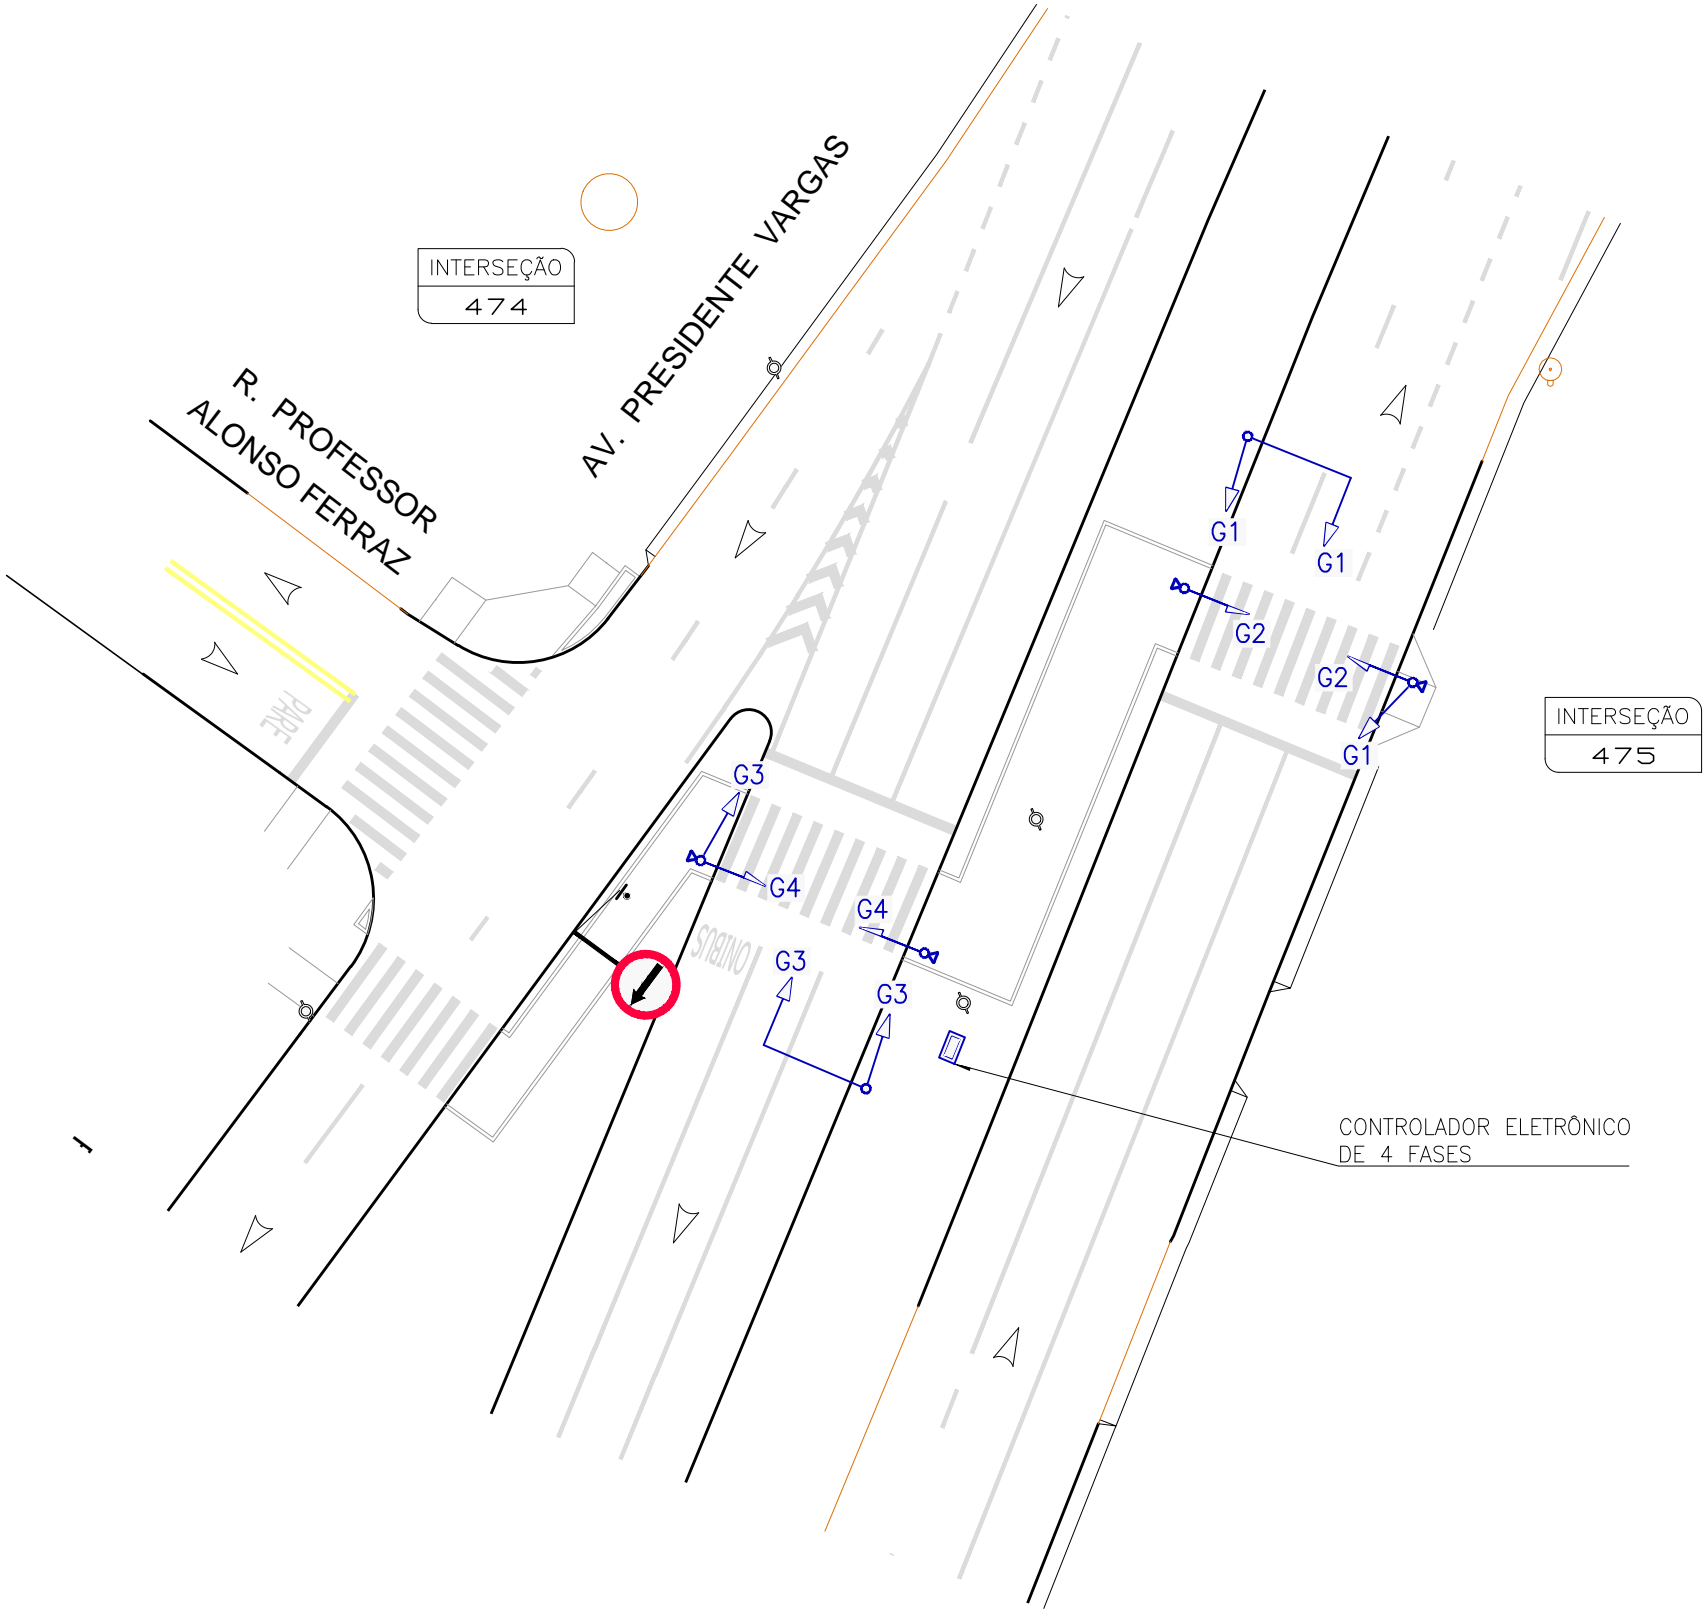 INTERSEÇÃO
474
AV. PRESIDENTE VARGAS
R. PROFESSOR
ALONSO FERRAZ
PARE
G1
G1
G2
G2
G1
INTERSEÇÃO
475
G3
G4
G4
ONIBUS
G3
G3
CONTROLADOR ELETRÔNICO
DE 4 FASES